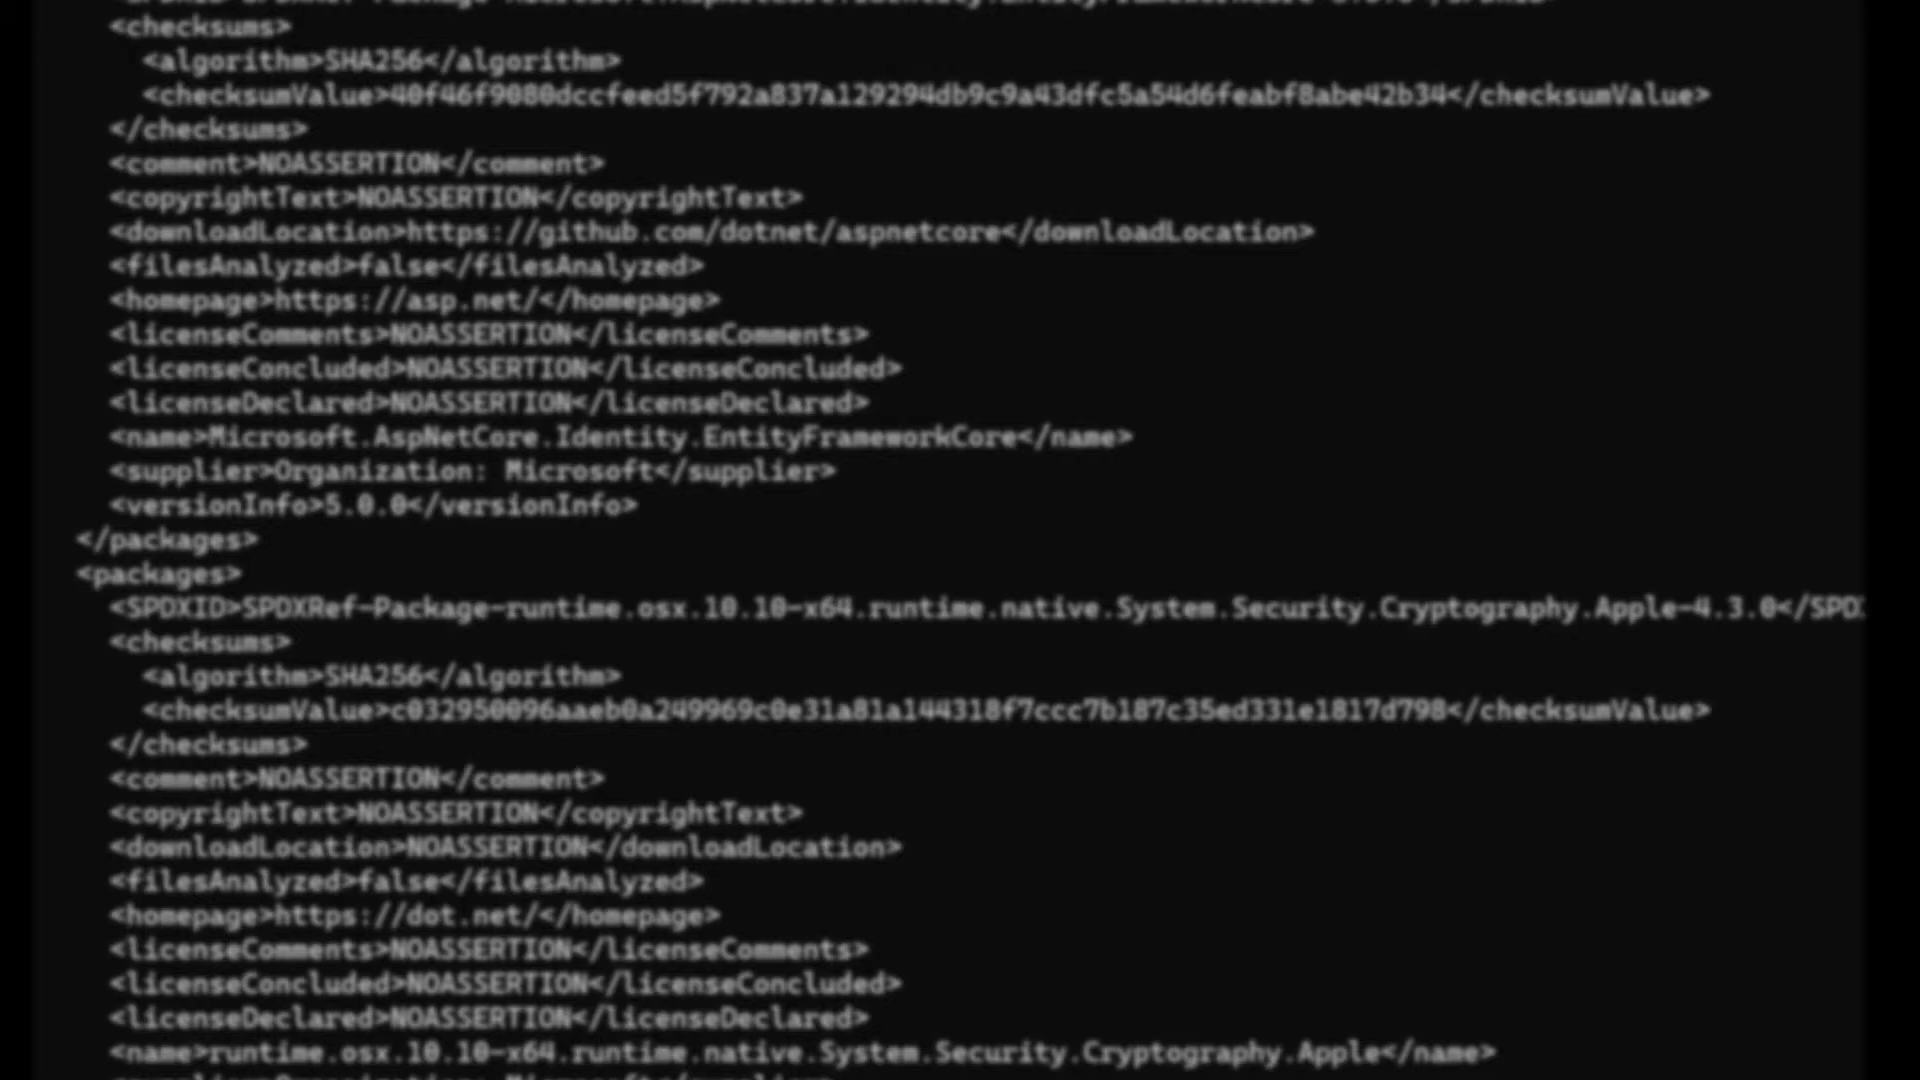 <checksums>
<algorithm>SHA256</algorithm>
<checksumValue>40f46f9080dccfeed5f792a837a129294db9c9a43dfc5a54d6feabf8abe42b34</checksumValue>
</checksums>
<comment>NOASSERTION</comment>
<copyrightText>NOASSERTION</copyrightText>
<downloadLocation>https://github.com/dotnet/aspnetcore</downloadLocation>
<filesAnalyzed>false</filesAnalyzed>
<homepage>https://asp.net/</homepage>
<licenseComments>NOASSERTION</licenseComments>
<licenseConcluded>NOASSERTION</licenseConcluded>
<licenseDeclared>NOASSERTION</licenseDeclared>
<name>Microsoft.AspNetCore.Identity.EntityFrameworkCore</name>
<supplier>Organization: Microsoft</supplier>
<versionInfo>5.0.0</versionInfo>
</packages>
<packages>
<SPDXID>SPDXRef-Package-runtime.osx.10.10-x64.runtime.native.System.Security.Cryptography.Apple-4.3.0</SPD
<checksums>
<algorithm>SHA256</algorithm>
<checksumValue>c032950096aaeb0a249969c0e31a81a144318f7ccc7b187c35ed331e1817d798</checksumValue>
</checksums>
<comment>NOASSERTION</comment>
<copyrightText>NOASSERTION</copyrightText>
<downloadLocation>NOASSERTION</downloadLocation>
<filesAnalyzed>false</filesAnalyzed>
<homepage>https://dot.net/</homepage>
<licenseComments>NOASSERTION</licenseComments>
<licenseConcluded>NOASSERTION</licenseConcluded>
<licenseDeclared>NOASSERTION</licenseDeclared>
<name>runtime.osx.10.10-x64.runtime.native.System.Security.Cryptography.Apple</name>